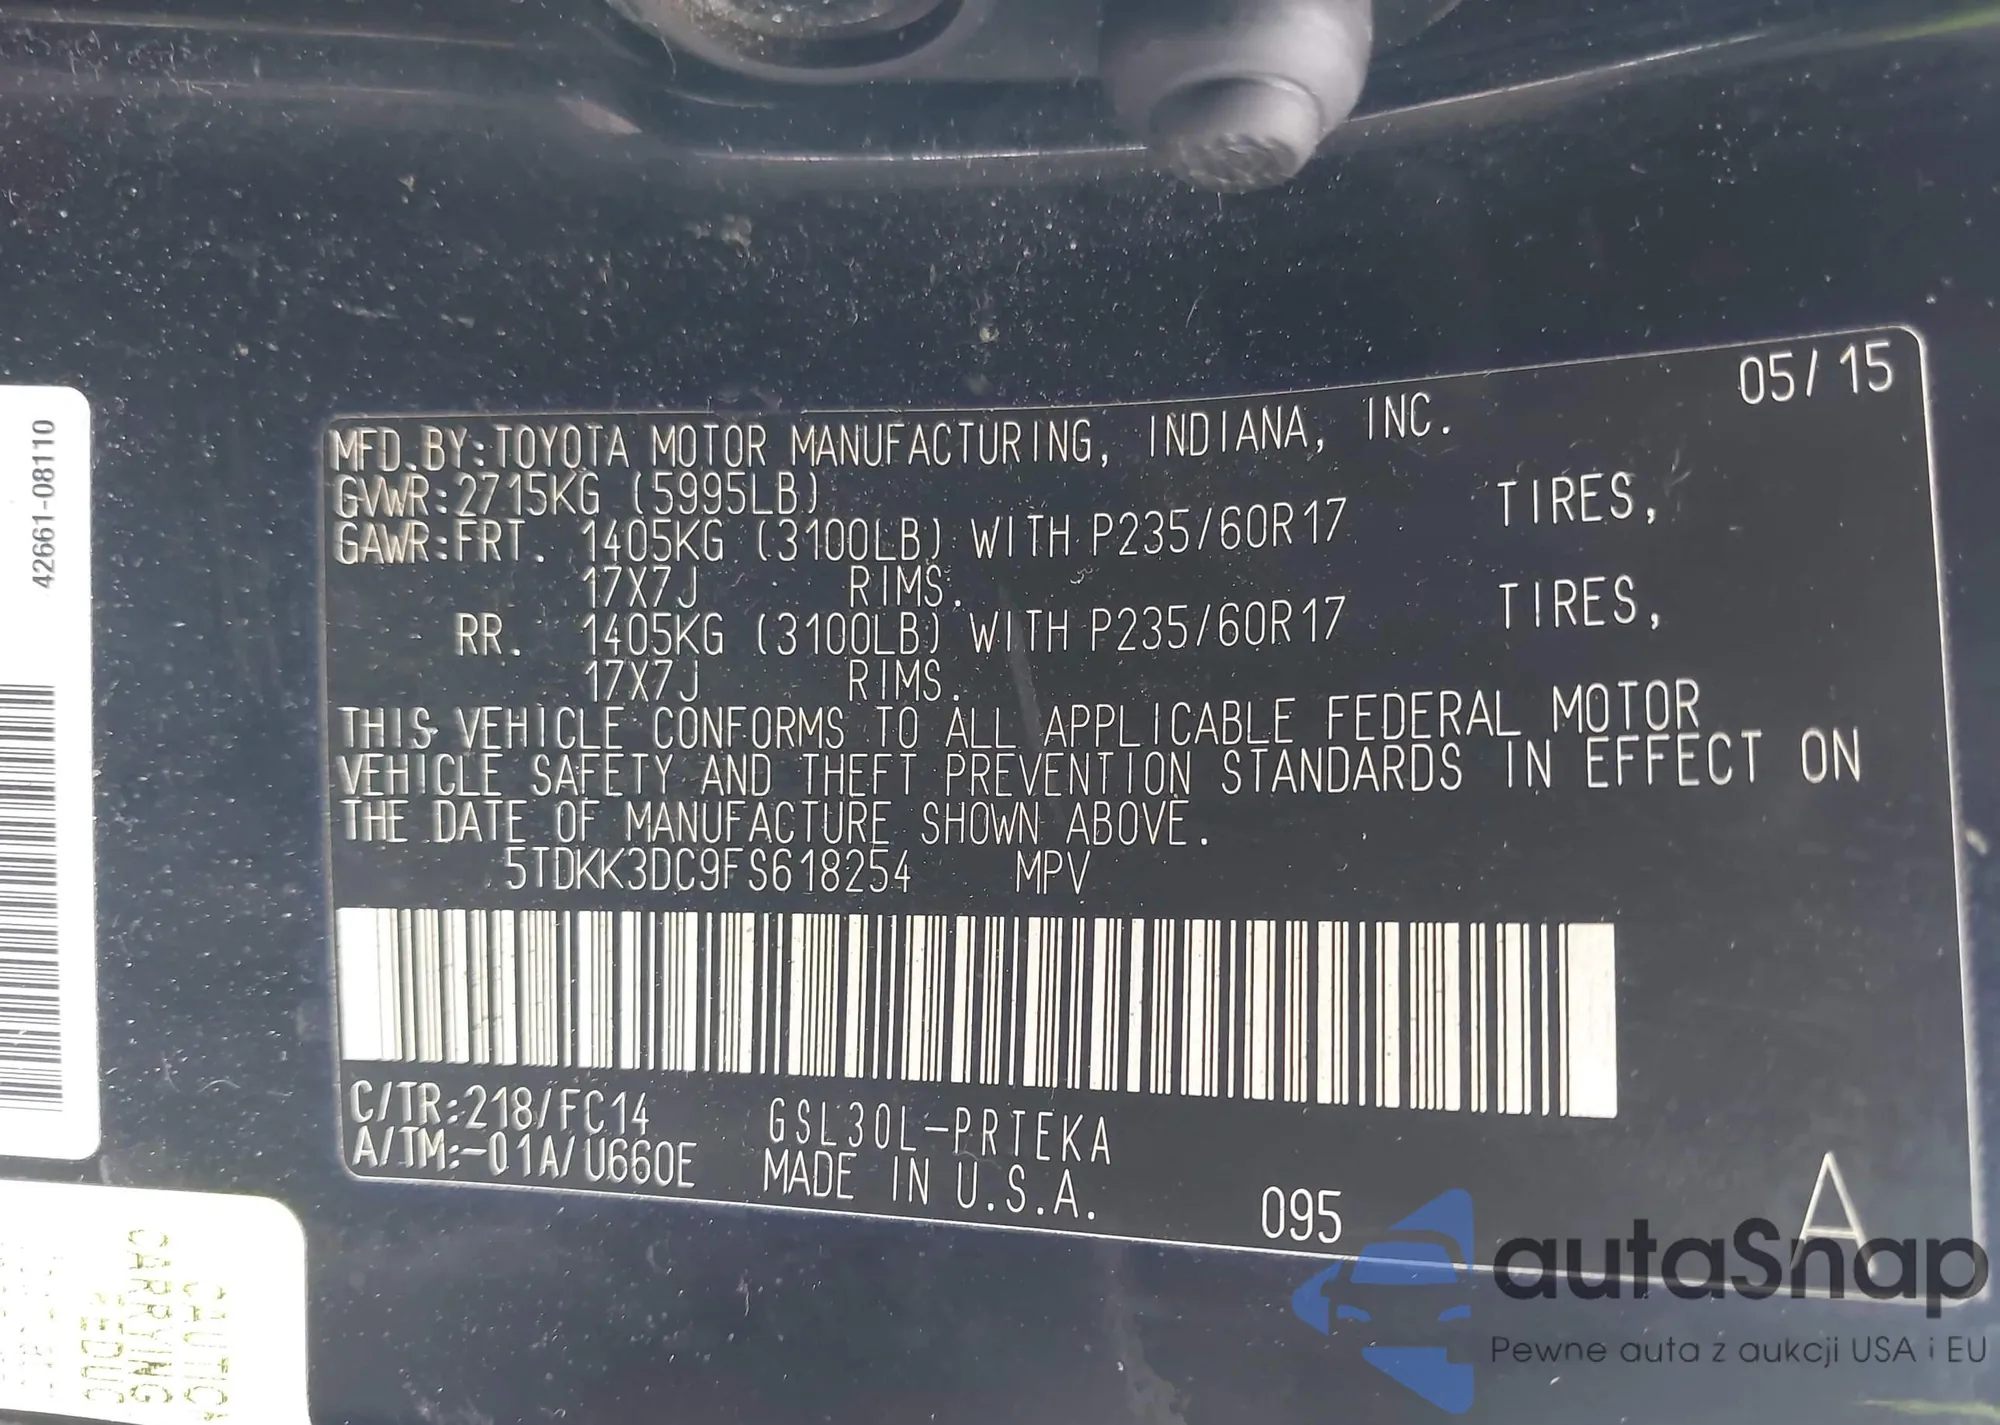 05/15
MFD.BY:TOYOTA MOTOR MANUFACTURING, INDIANA, INC.
GVWR:2715KG (5995LB)
GAWR:FRT. 1405KG (3100LB) WITH P235/60R17 TIRES,
17X7J RIMS.
RR. 1405KG (3100LB) WITH P235/60R17 TIRES,
17X7J RIMS.
THIS VEHICLE CONFORMS TO ALL APPLICABLE FEDERAL MOTOR
VEHICLE SAFETY AND THEFT PREVENTION STANDARDS IN EFFECT ON
THE DATE OF MANUFACTURE SHOWN ABOVE.
5TDKK3DC9FS618254 MPV
C/TR:218/FC14 GSL30L-PRTEKA
A/TM:-01A/U660E MADE IN U.S.A.
095
A
42661-08110
CARRYING
autaSnap
Pewne auta z aukcji USA i EU